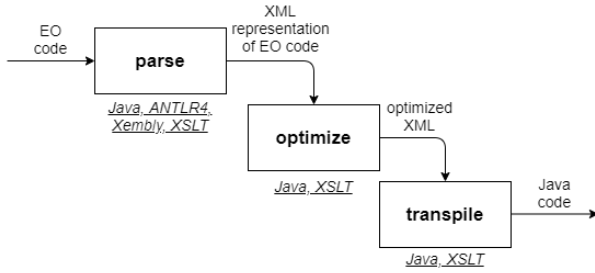 EO
code
parse
Java, ANTLR4,
Xembly, XSLT
XML
representation
of EO code
optimize
Java, XSLT
optimized
XML
transpile
Java, XSLT
Java
code